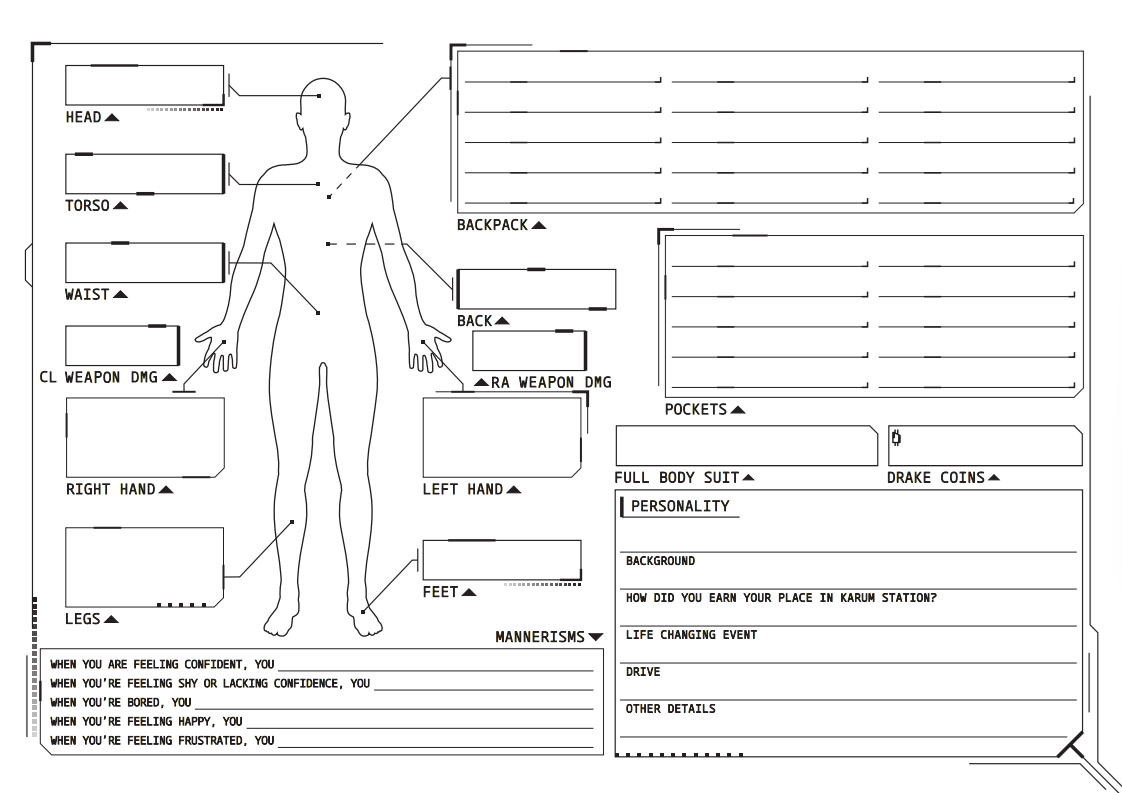 HEAD
TORSO
WAIST
CL WEAPON DMG
RIGHT HAND
LEGS
BACKPACK
BACK
RA WEAPON DMG
LEFT HAND
FEET
POCKETS
FULL BODY SUIT
DRAKE COINS
MANNERISMS
WHEN YOU ARE FEELING CONFIDENT, YOU
WHEN YOU'RE FEELING SHY OR LACKING CONFIDENCE, YOU
WHEN YOU'RE BORED, YOU
WHEN YOU'RE FEELING HAPPY, YOU
WHEN YOU'RE FEELING FRUSTRATED, YOU
PERSONALITY
BACKGROUND
HOW DID YOU EARN YOUR PLACE IN KARUM STATION?
LIFE CHANGING EVENT
DRIVE
OTHER DETAILS